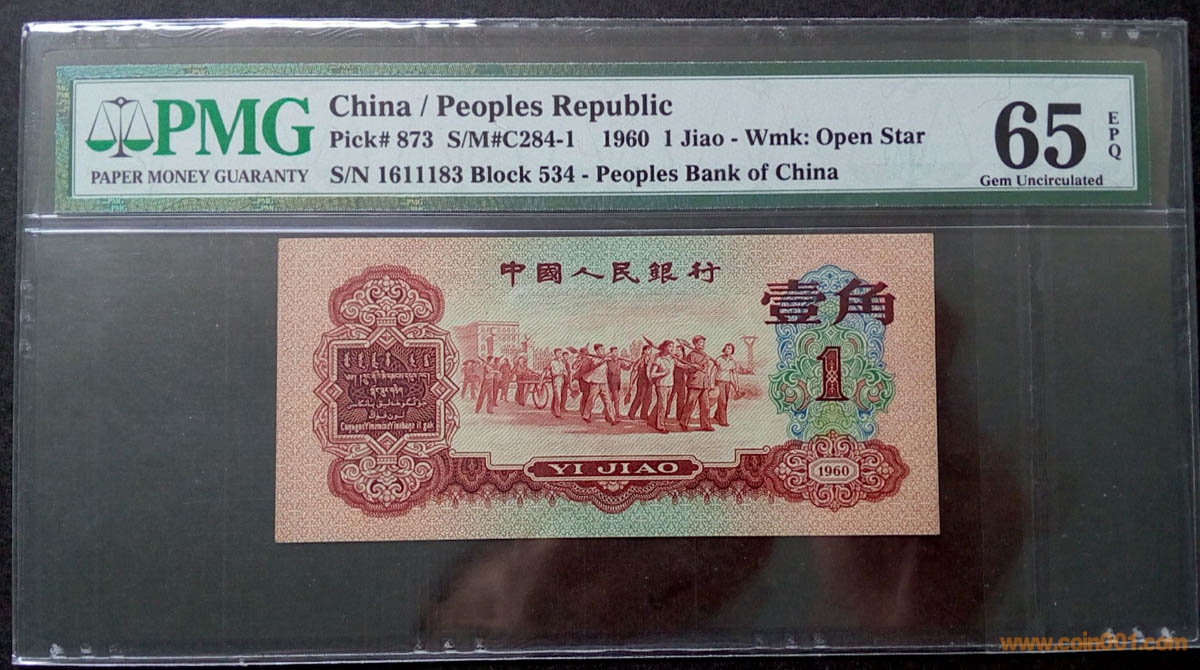 PMG
PAPER MONEY GUARANTY
China / Peoples Republic
Pick# 873 S/M#C284-1 1960 1 Jiao - Wmk: Open Star
S/N 1611183 Block 534 - Peoples Bank of China
65
EPQ
Gem Uncirculated
中國人民銀行
壹角
1
YI JIAO
1960
www.coin001.com